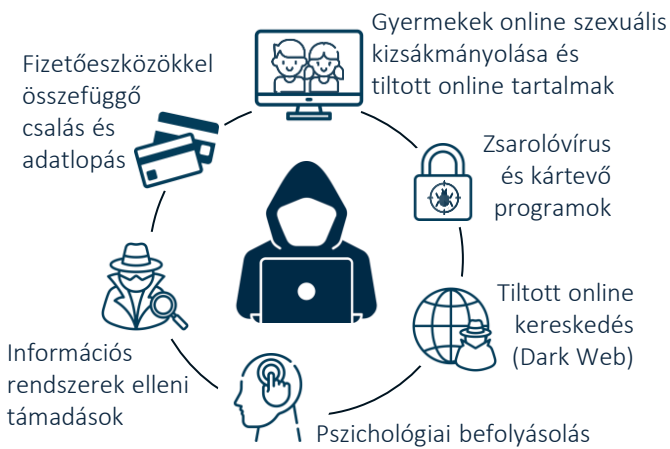 Gyermekek online szexuális
kizsákmányolása és
tiltott online tartalmak
Fizetőeszközökkel
összefüggő
csalás és
adatlopás
Zsarolóvírus
és kártevő
programok
Tiltott online
kereskedés
(Dark Web)
Információs
rendszerek elleni
támadások
Pszichológiai befolyásolás